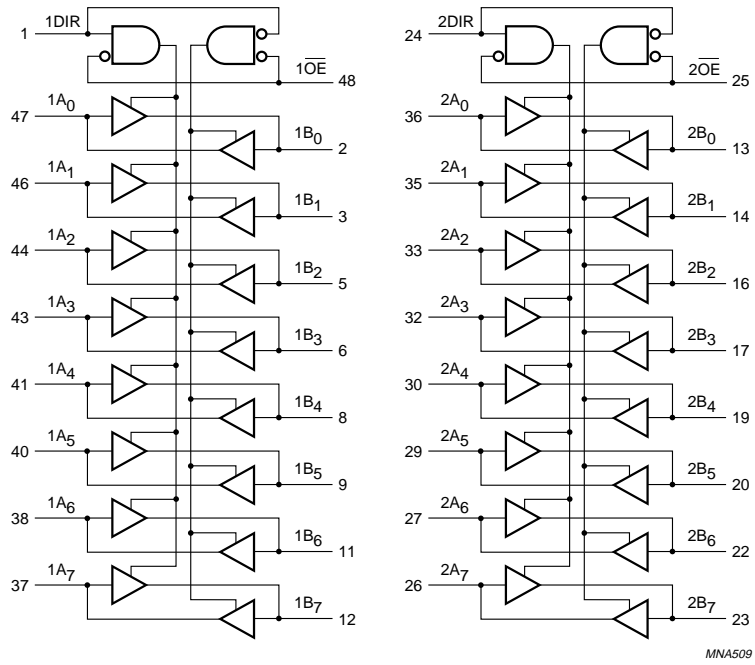 1 1DIR
1OE
48
47 1A0
1B0
2
46 1A1
1B1
3
44 1A2
1B2
5
43 1A3
1B3
6
41 1A4
1B4
8
40 1A5
1B5
9
38 1A6
1B6
11
37 1A7
1B7
12
24 2DIR
2OE
25
36 2A0
2B0
13
35 2A1
2B1
14
33 2A2
2B2
16
32 2A3
2B3
17
30 2A4
2B4
19
29 2A5
2B5
20
27 2A6
2B6
22
26 2A7
2B7
23
MNA509